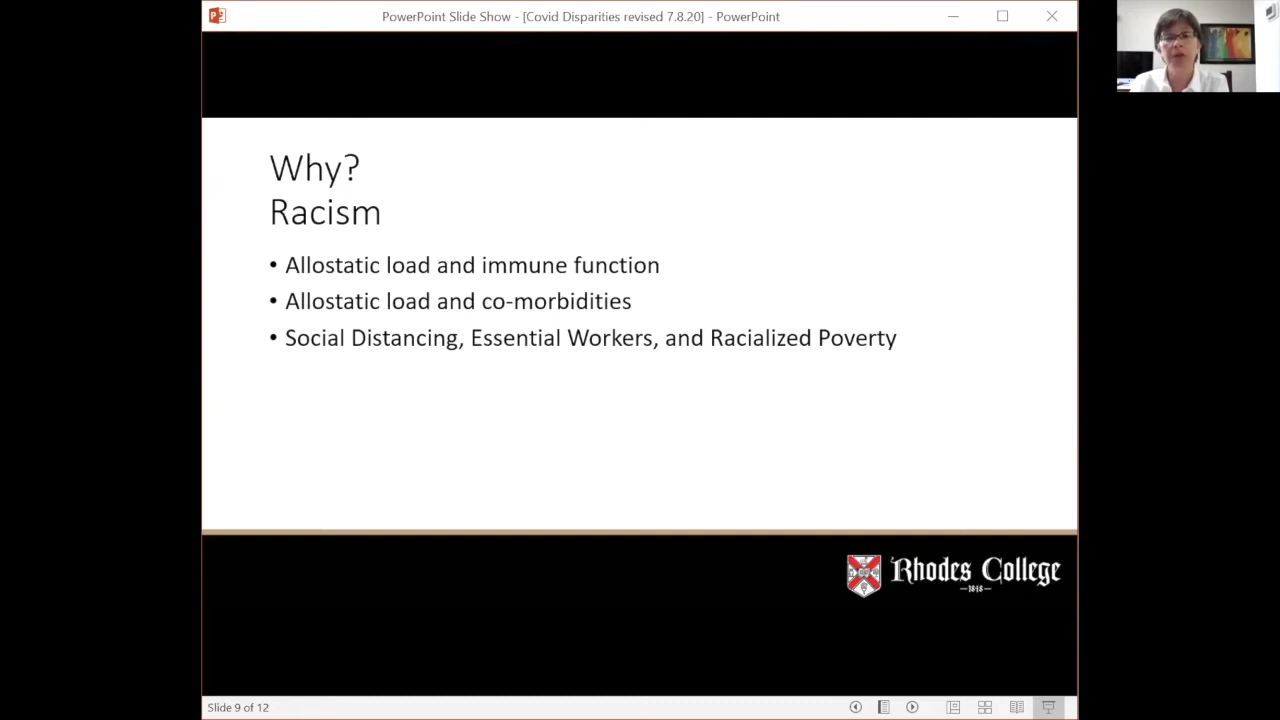 PowerPoint Slide Show - [Covid Disparities revised 7.8.20] - PowerPoint
Why?
Racism
• Allostatic load and immune function
• Allostatic load and co-morbidities
• Social Distancing, Essential Workers, and Racialized Poverty
Rhodes College
—1848—
Slide 9 of 12